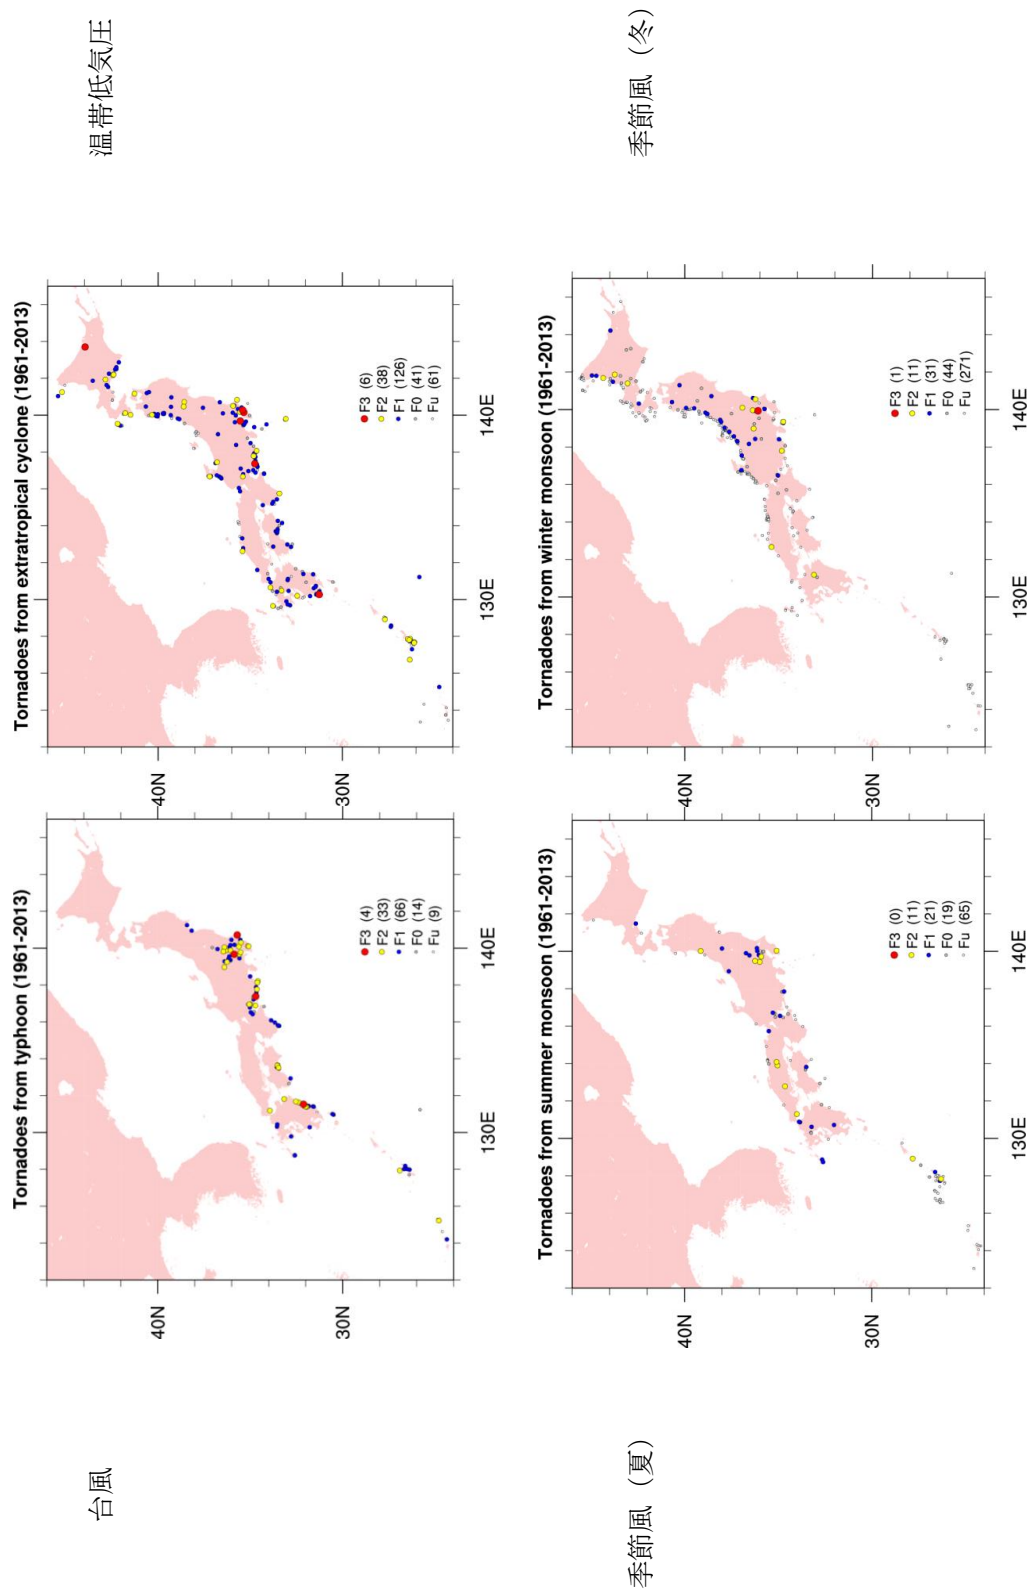 台風
Tornadoes from typhoon (1961-2013)
40N
30N
130E
140E
F3 (4)
F2 (33)
F1 (66)
F0 (14)
Fu (9)
温帯低気圧
Tornadoes from extratropical cyclone (1961-2013)
40N
30N
130E
140E
F3 (6)
F2 (38)
F1 (126)
F0 (41)
Fu (61)
季節風 (夏)
Tornadoes from summer monsoon (1961-2013)
40N
30N
130E
140E
F3 (0)
F2 (11)
F1 (21)
F0 (19)
Fu (65)
季節風 (冬)
Tornadoes from winter monsoon (1961-2013)
40N
30N
130E
140E
F3 (1)
F2 (11)
F1 (31)
F0 (44)
Fu (271)